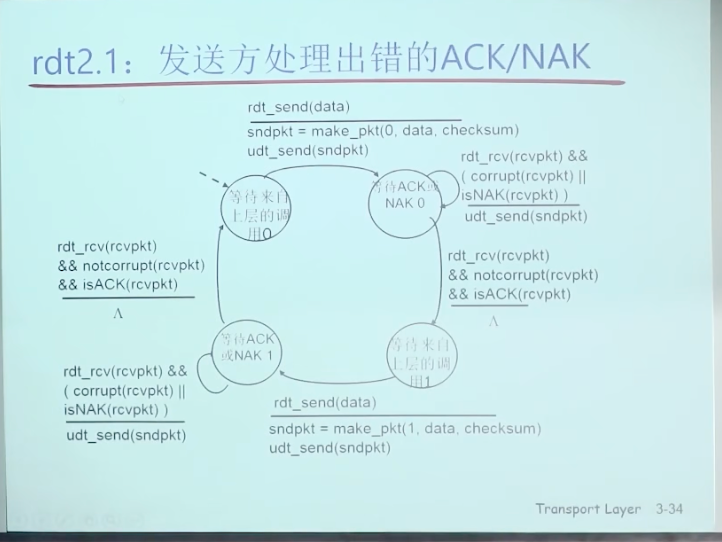 rdt2.1：发送方处理出错的ACK/NAK
rdt_send(data)
sndpkt = make_pkt(0, data, checksum)
udt_send(sndpkt)
等待来自
上层的调
用0
等待ACK或
NAK 0
rdt_rcv(rcvpkt) &&
( corrupt(rcvpkt) ||
isNAK(rcvpkt) )
udt_send(sndpkt)
rdt_rcv(rcvpkt)
&& notcorrupt(rcvpkt)
&& isACK(rcvpkt)
Λ
rdt_rcv(rcvpkt)
&& notcorrupt(rcvpkt)
&& isACK(rcvpkt)
Λ
等待ACK
或NAK 1
等待来自
上层的调
用1
rdt_rcv(rcvpkt) &&
( corrupt(rcvpkt) ||
isNAK(rcvpkt) )
udt_send(sndpkt)
rdt_send(data)
sndpkt = make_pkt(1, data, checksum)
udt_send(sndpkt)
Transport Layer 3-34